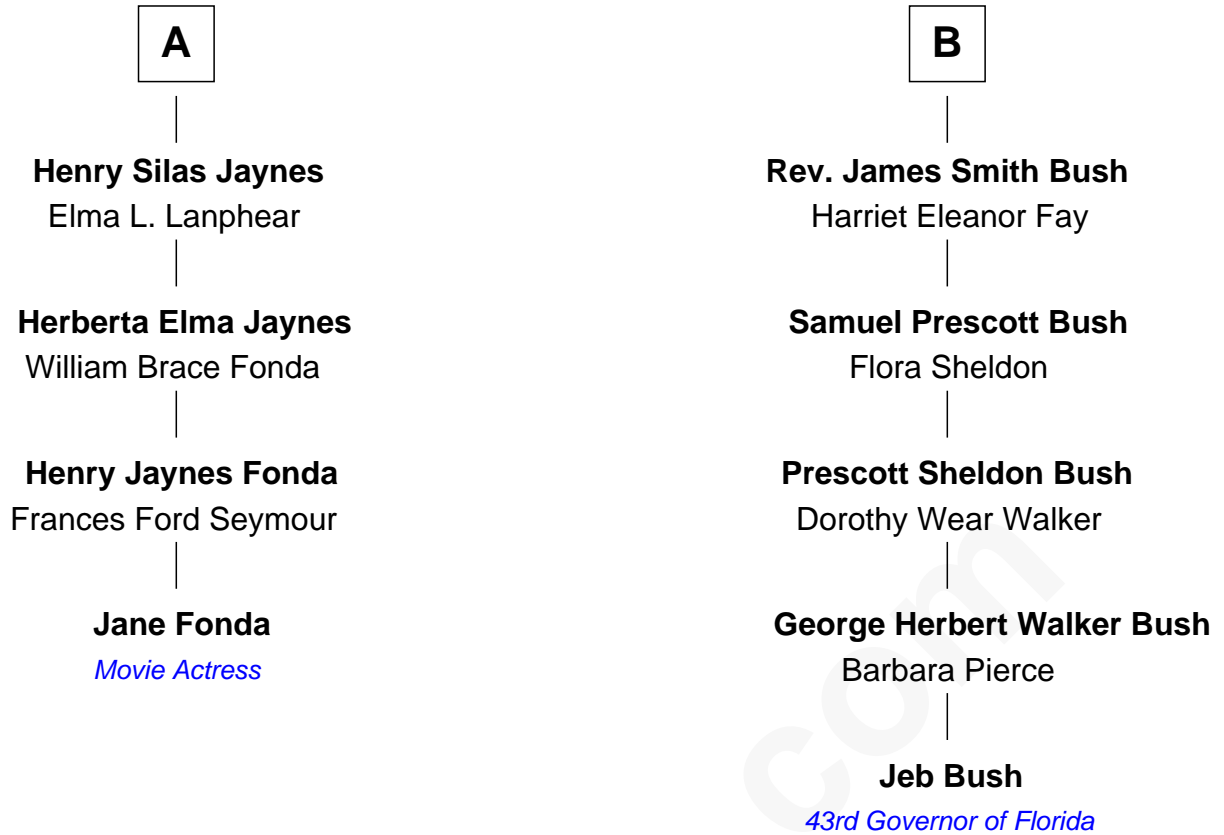 A
Henry Silas Jaynes
Elma L. Lanphear
Herberta Elma Jaynes
William Brace Fonda
Henry Jaynes Fonda
Frances Ford Seymour
Jane Fonda
Movie Actress
B
Rev. James Smith Bush
Harriet Eleanor Fay
Samuel Prescott Bush
Flora Sheldon
Prescott Sheldon Bush
Dorothy Wear Walker
George Herbert Walker Bush
Barbara Pierce
Jeb Bush
43rd Governor of Florida
com